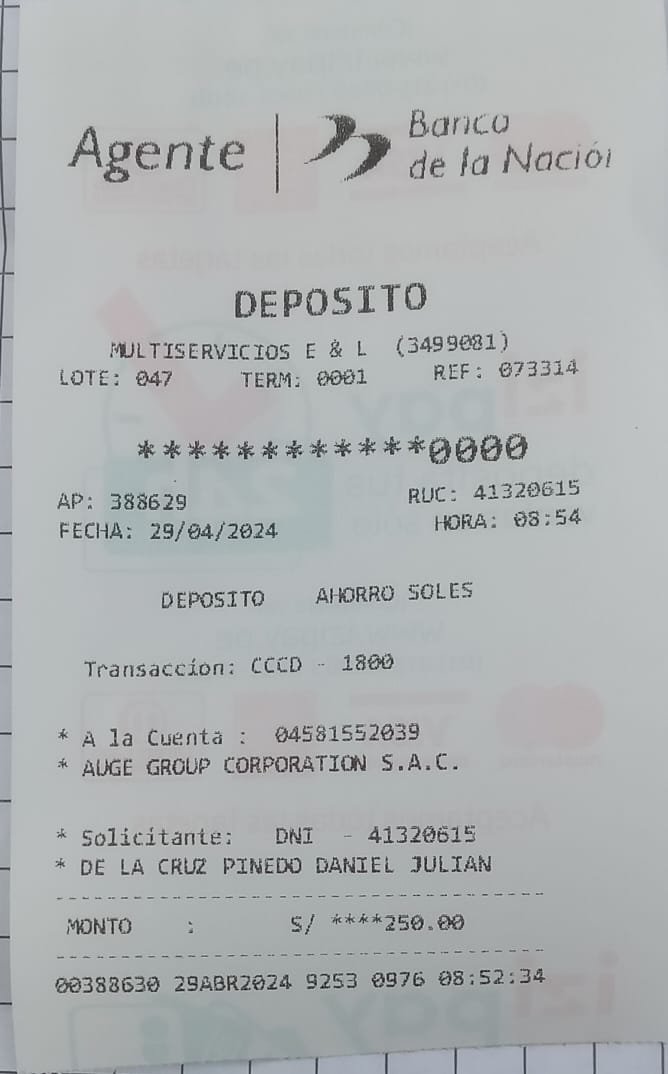 Agente
Banco
de la Nación
DEPOSITO
MULTISERVICIOS E & L (3499081)
LOTE: 047 TERM: 0001 REF: 073314
************0000
AP: 388629 RUC: 41320615
FECHA: 29/04/2024 HORA: 08:54
DEPOSITO AHORRO SOLES
Transaccion: CCCD - 1800
* A la Cuenta : 04581552039
* AUGE GROUP CORPORATION S.A.C.
* Solicitante: DNI - 41320615
* DE LA CRUZ PINEDO DANIEL JULIAN
MONTO : S/ ****250.00
00388630 29ABR2024 9253 0976 08:52:34